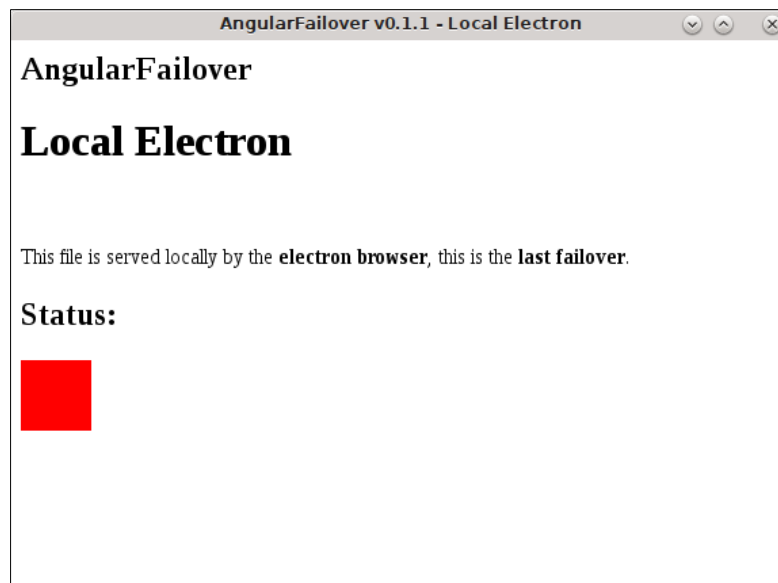 AngularFailover v0.1.1 - Local Electron
AngularFailover
Local Electron
This file is served locally by the electron browser, this is the last failover.
Status: